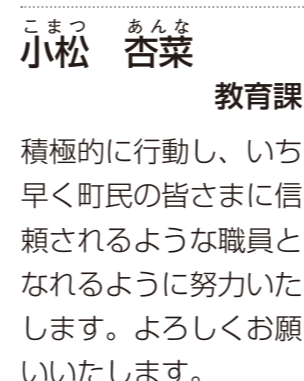 こまつ あんな
小松 杏菜
教育課
積極的に行動し、いち
早く町民の皆さまに信
頼されるような職員と
なれるように努力いた
します。よろしくお願
いいたします。